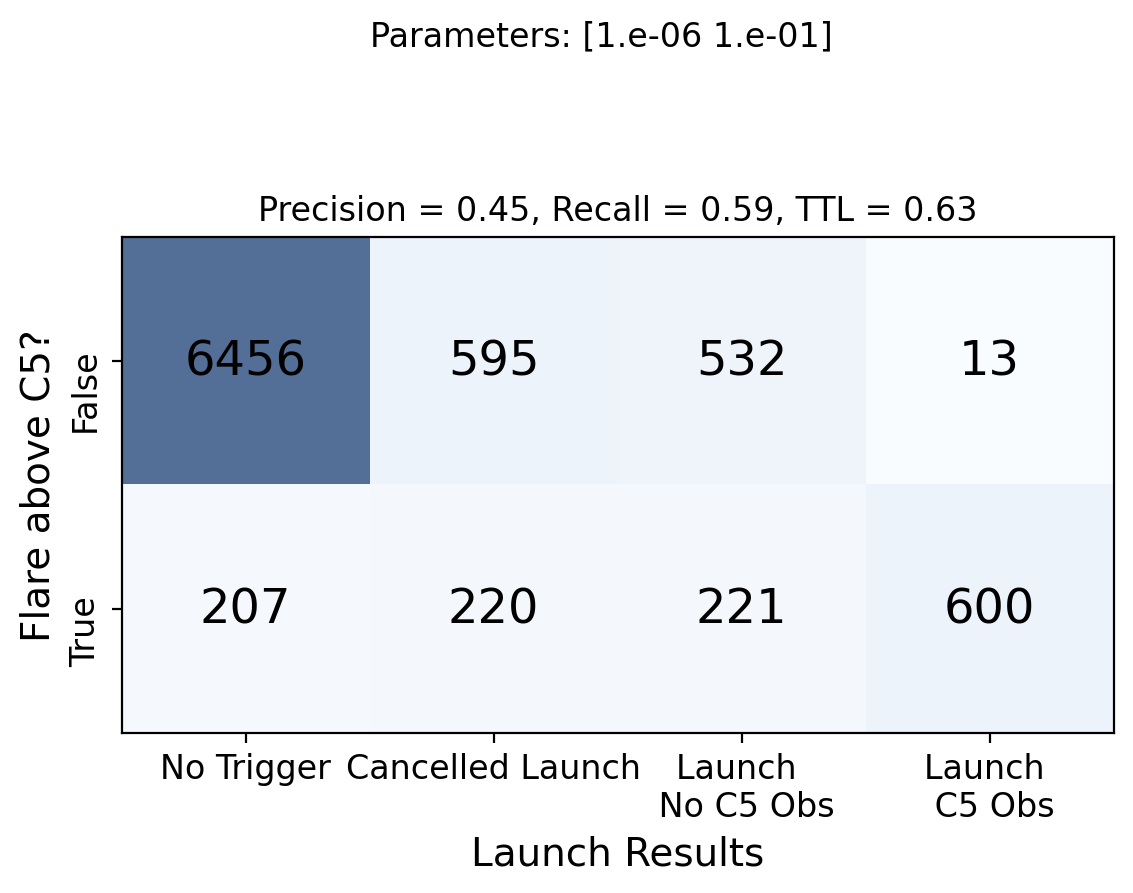 Parameters: [1.e-06 1.e-01]
Precision = 0.45, Recall = 0.59, TTL = 0.63
Flare above C5?
False
6456
595
532
13
True
207
220
221
600
No Trigger
Cancelled Launch
Launch
No C5 Obs
Launch
C5 Obs
Launch Results